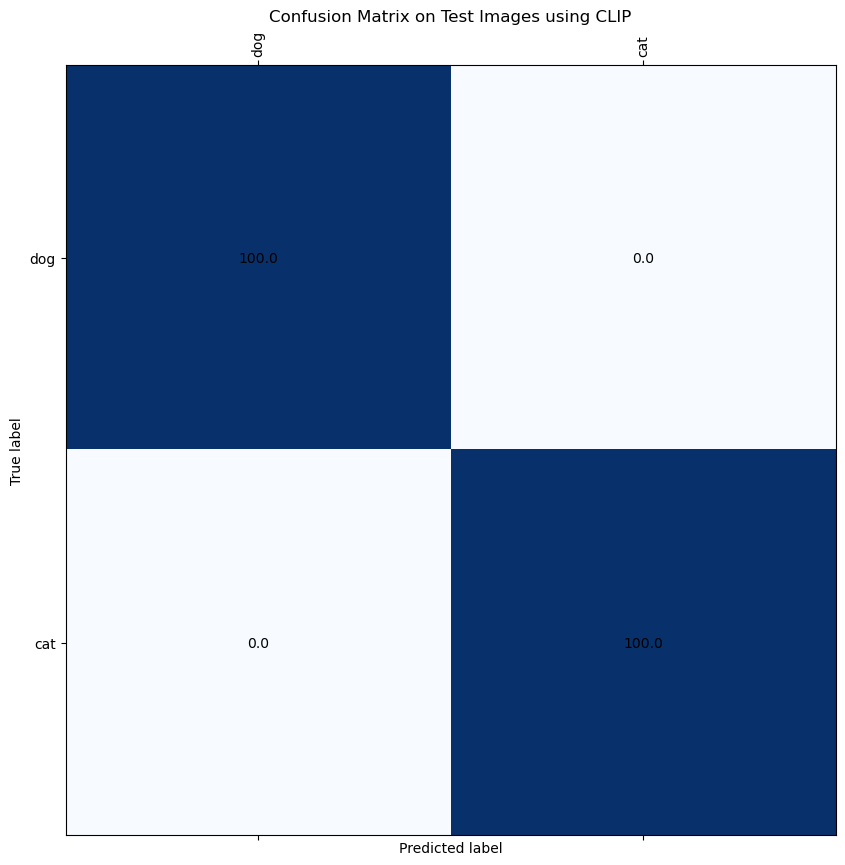 Confusion Matrix on Test Images using CLIP
dog
cat
dog
100.0
0.0
True label
cat
0.0
100.0
Predicted label